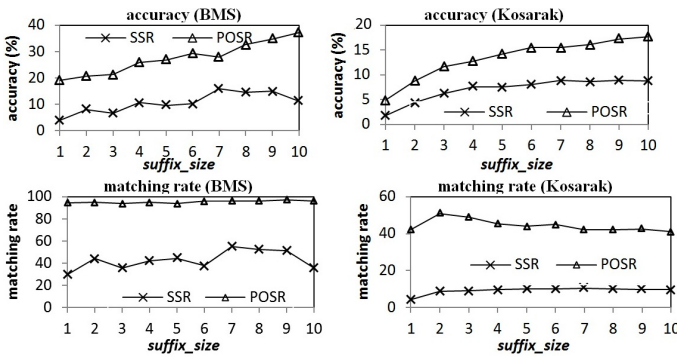 accuracy (BMS)
accuracy (%)
40
30
20
10
0
SSR POSR
1 2 3 4 5 6 7 8 9 10
suffix_size
accuracy (Kosarak)
accuracy (%)
20
15
10
5
0
SSR POSR
1 2 3 4 5 6 7 8 9 10
suffix_size
matching rate (BMS)
matching rate
100
80
60
40
20
0
SSR POSR
1 2 3 4 5 6 7 8 9 10
suffix_size
matching rate (Kosarak)
matching rate
60
40
20
0
SSR POSR
1 2 3 4 5 6 7 8 9 10
suffix_size